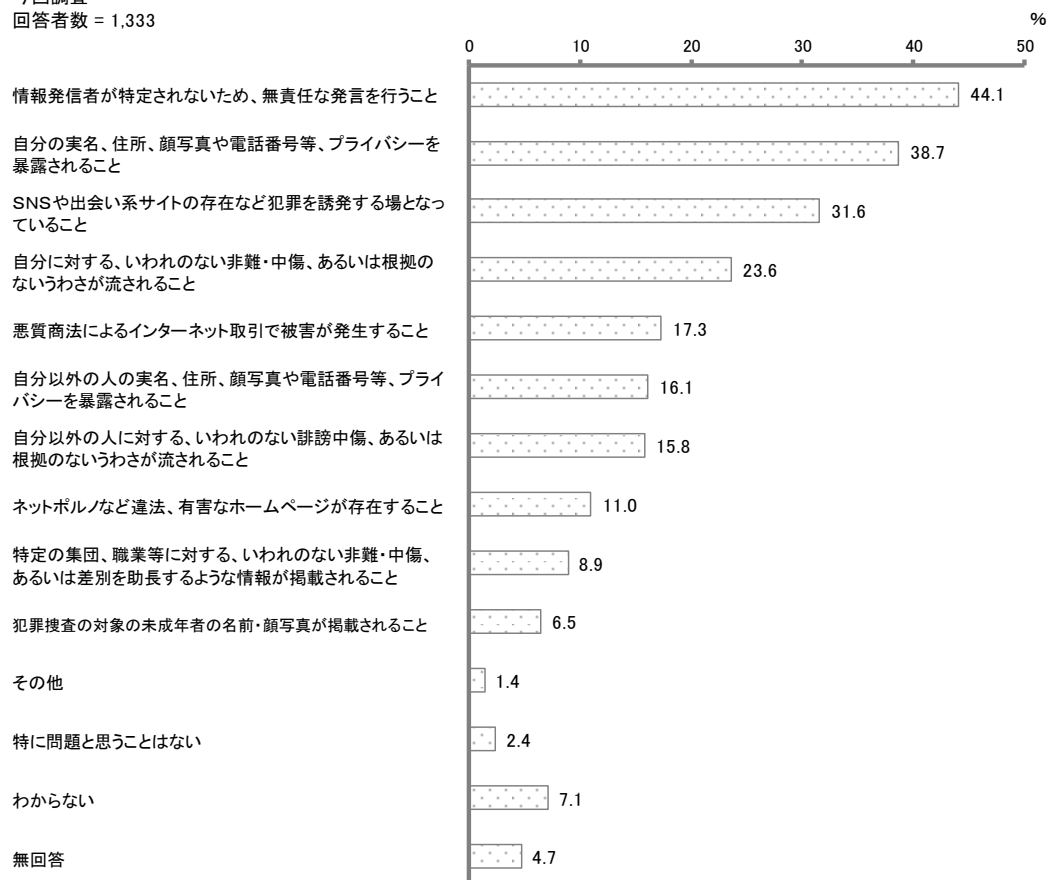 今回調査
回答者数 = 1,333
%
0 10 20 30 40 50
情報発信者が特定されないため、無責任な発言を行うこと 44.1
自分の実名、住所、顔写真や電話番号等、プライバシーを
暴露されること 38.7
SNSや出会い系サイトの存在など犯罪を誘発する場となっ
ていること 31.6
自分に対する、いわれのない非難・中傷、あるいは根拠の
ないうわさが流されること 23.6
悪質商法によるインターネット取引で被害が発生すること 17.3
自分以外の人の実名、住所、顔写真や電話番号等、プライ
バシーを暴露されること 16.1
自分以外の人に対する、いわれのない誹謗中傷、あるいは
根拠のないうわさが流されること 15.8
ネットポルノなど違法、有害なホームページが存在すること 11.0
特定の集団、職業等に対する、いわれのない非難・中傷、
あるいは差別を助長するような情報が掲載されること 8.9
犯罪捜査の対象の未成年者の名前・顔写真が掲載されること 6.5
その他 1.4
特に問題と思うことはない 2.4
わからない 7.1
無回答 4.7